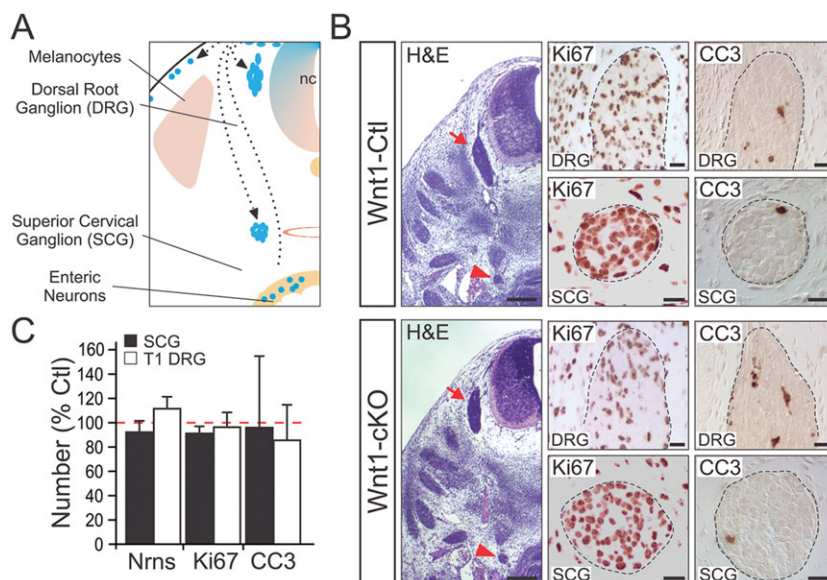 A
Melanocytes
Dorsal Root
Ganglion (DRG)
Superior Cervical
Ganglion (SCG)
Enteric
Neurons
nc
B
Wnt1-Ctl
H&E
Ki67
DRG
CC3
DRG
Ki67
SCG
CC3
SCG
Wnt1-cKO
H&E
Ki67
DRG
CC3
DRG
Ki67
SCG
CC3
SCG
C
SCG
T1 DRG
Number (% Ctl)
160
140
120
100
80
60
40
20
0
Nrns
Ki67
CC3